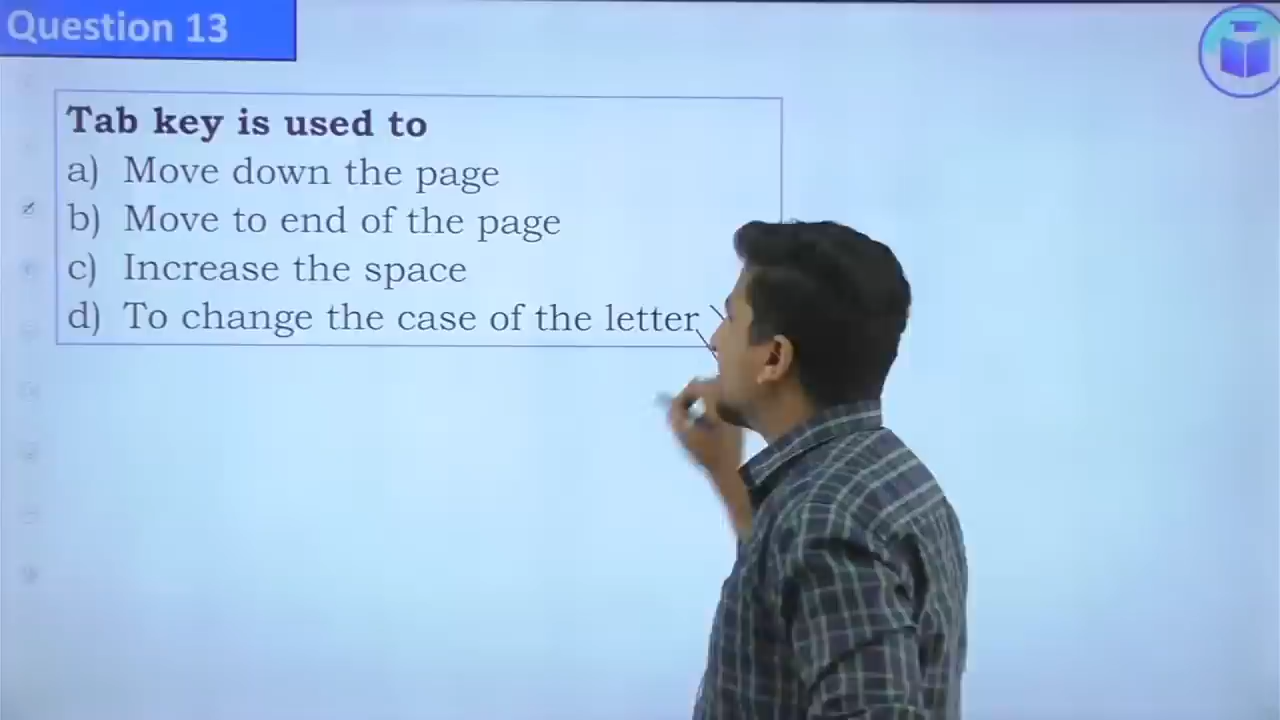 Question 13
Tab key is used to
a) Move down the page
b) Move to end of the page
c) Increase the space
d) To change the case of the letter